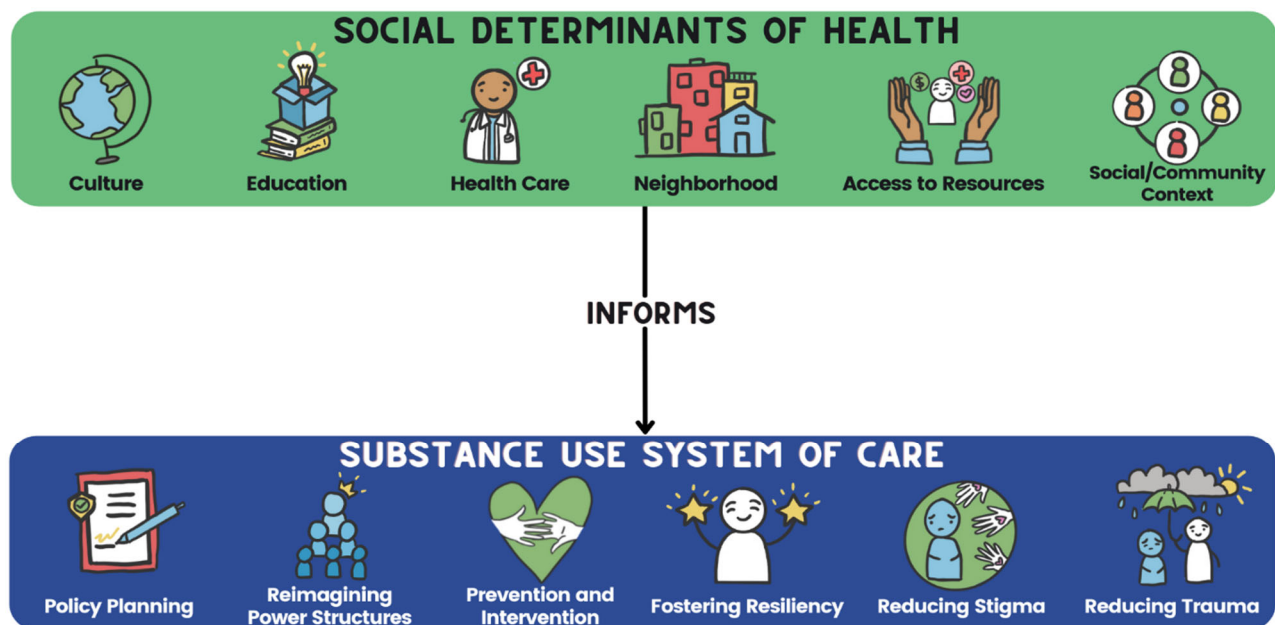 SOCIAL DETERMINANTS OF HEALTH
Culture
Education
Health Care
Neighborhood
Access to Resources
Social/Community
Context
INFORMS
SUBSTANCE USE SYSTEM OF CARE
Policy Planning
Reimagining
Power Structures
Prevention and
Intervention
Fostering Resiliency
Reducing Stigma
Reducing Trauma